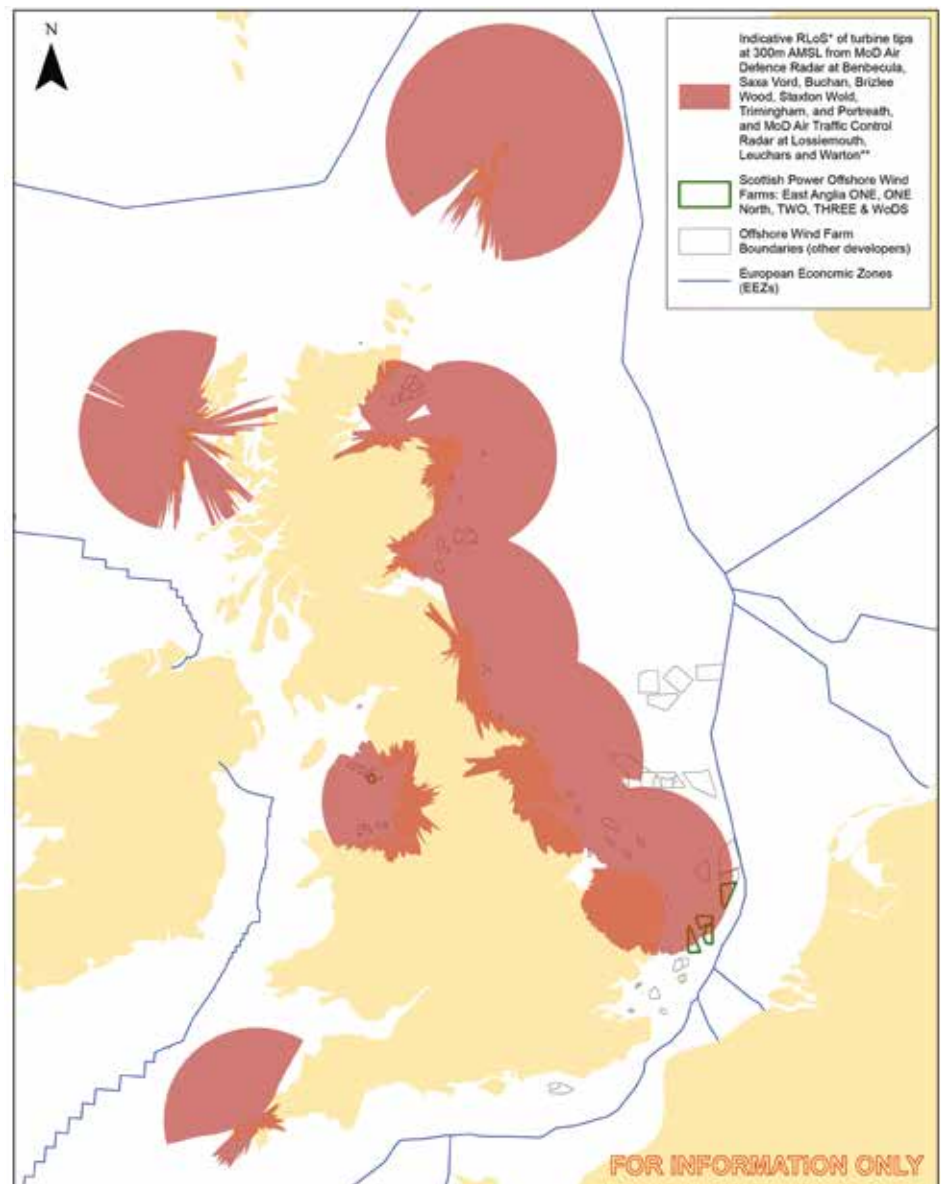 N
Indicative RLoS* of turbine tips
at 300m AMSL from MoD Air
Defence Radar at Benbecula,
Saxa Vord, Buchan, Brizlee
Wood, Staxton Wold,
Trimingham, and Portreath,
and MoD Air Traffic Control
Radar at Lossiemouth,
Leuchars and Warton**
Scottish Power Offshore Wind
Farms: East Anglia ONE, ONE
North, TWO, THREE & WoDS
Offshore Wind Farm
Boundaries (other developers)
European Economic Zones
(EEZs)
FOR INFORMATION ONLY